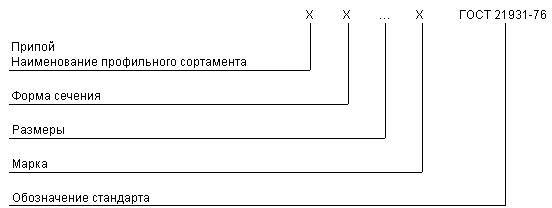 X X ... X ГОСТ 21931-76
Припой
Наименование профильного сортамента
Форма сечения
Размеры
Марка
Обозначение стандарта